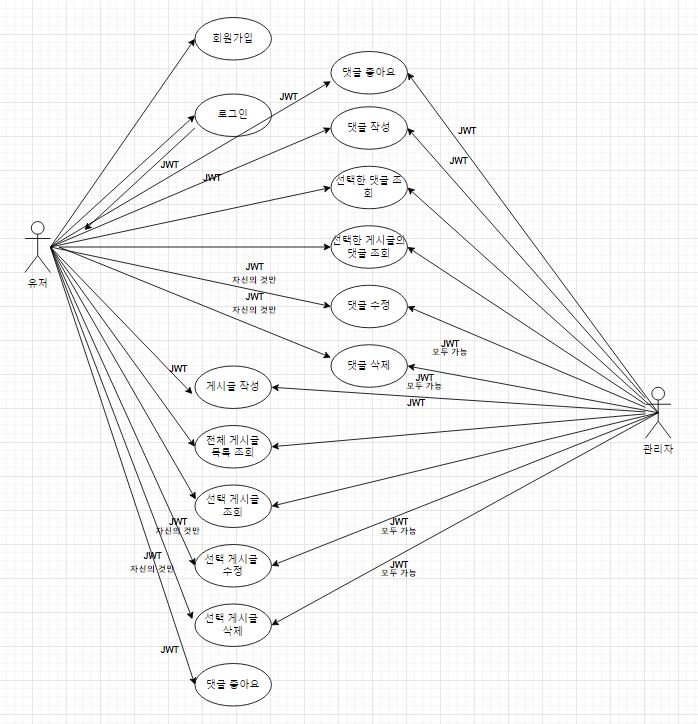 회원가입
댓글 좋아요
JWT
로그인
댓글 작성
JWT
JWT
JWT
JWT
선택한 댓글 조
회
선택한 게시글의
댓글 조회
유저
JWT
자신의 것만
JWT
자신의 것만
댓글 수정
JWT
모두 가능
댓글 삭제
JWT
게시글 작성
JWT
모두 가능
JWT
관리자
전체 게시글
목록 조회
선택 게시글
조회
JWT
자신의 것만
JWT
모두 가능
JWT
자신의 것만
선택 게시글
수정
JWT
모두 가능
선택 게시글
삭제
JWT
댓글 좋아요